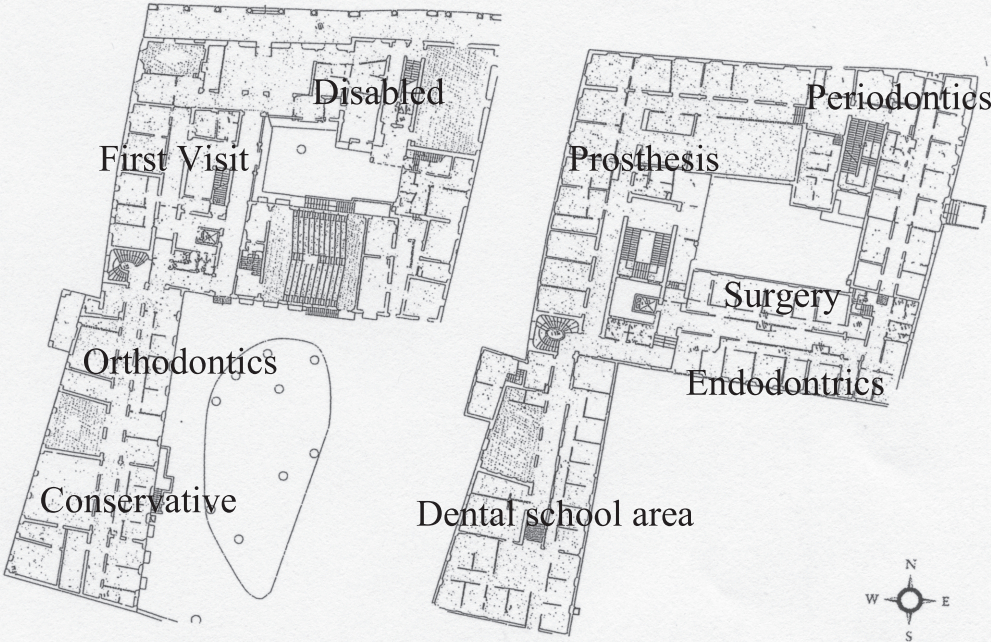 Disabled
Periodontics
First Visit
Prosthesis
Surgery
Orthodontics
Endodontrics
Conservative
Dental school area
N
W E
S